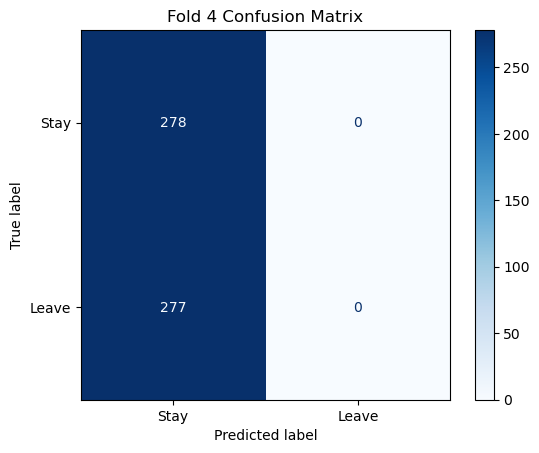 Fold 4 Confusion Matrix
True label
Stay
278
0
Leave
277
0
Stay
Leave
Predicted label
250
200
150
100
50
0